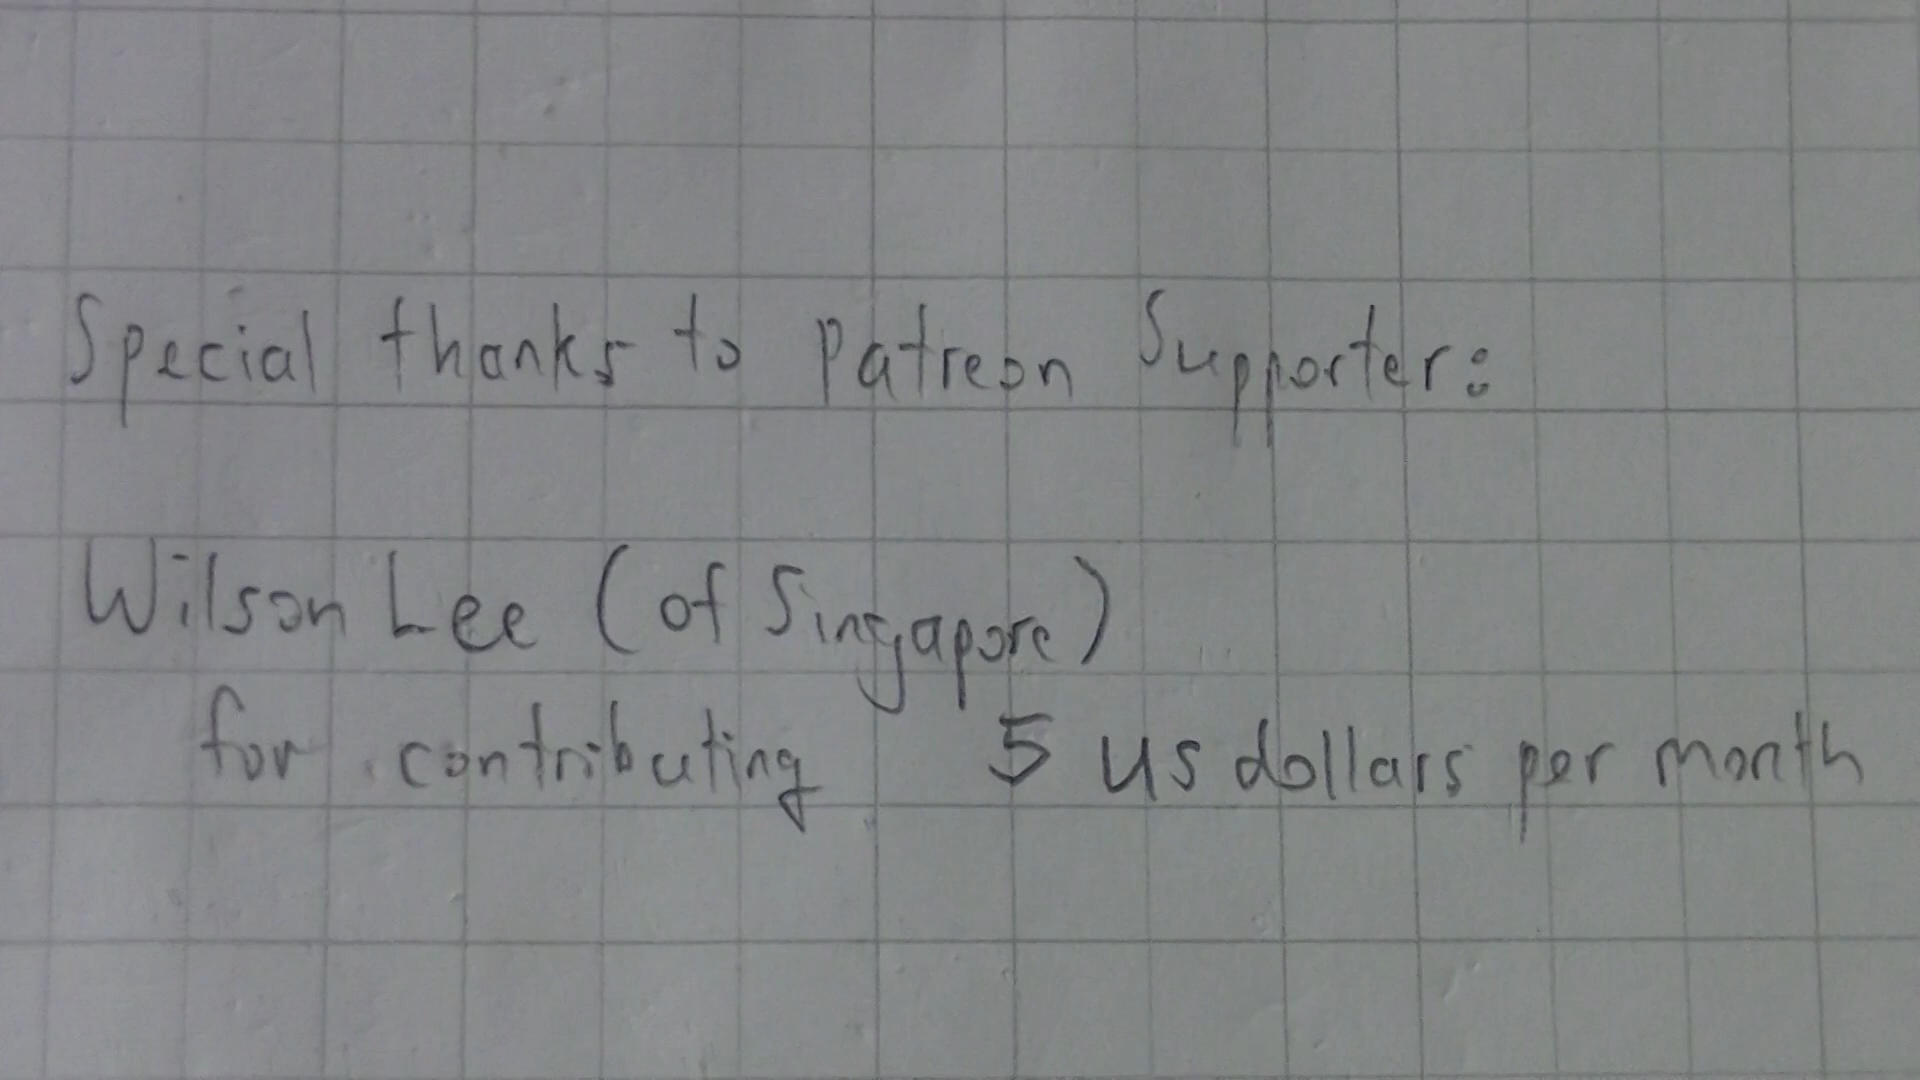 Special thanks to Patreon Supporter:
Wilson Lee (of Singapore)
for contributing 5 us dollars per month